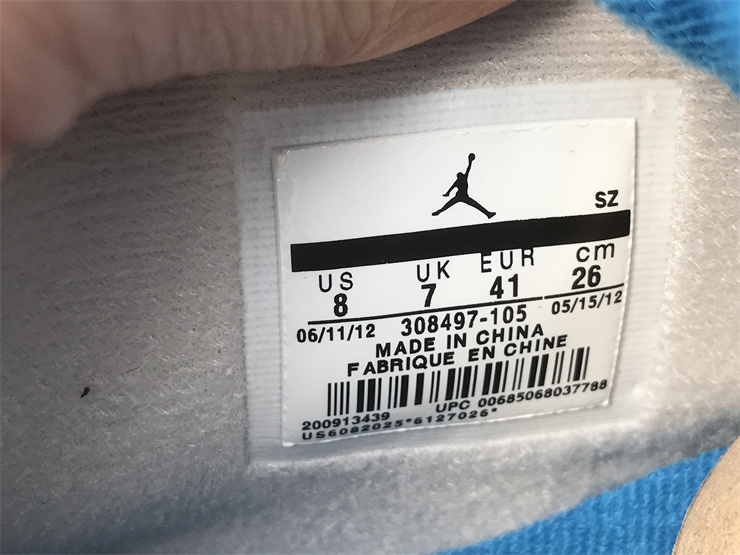 SZ
US UK EUR cm
8 7 41 26
06/11/12 308497-105 05/15/12
MADE IN CHINA
FABRIQUE EN CHINE
UPC 00685068037788
200913439
US6082025*6127026*